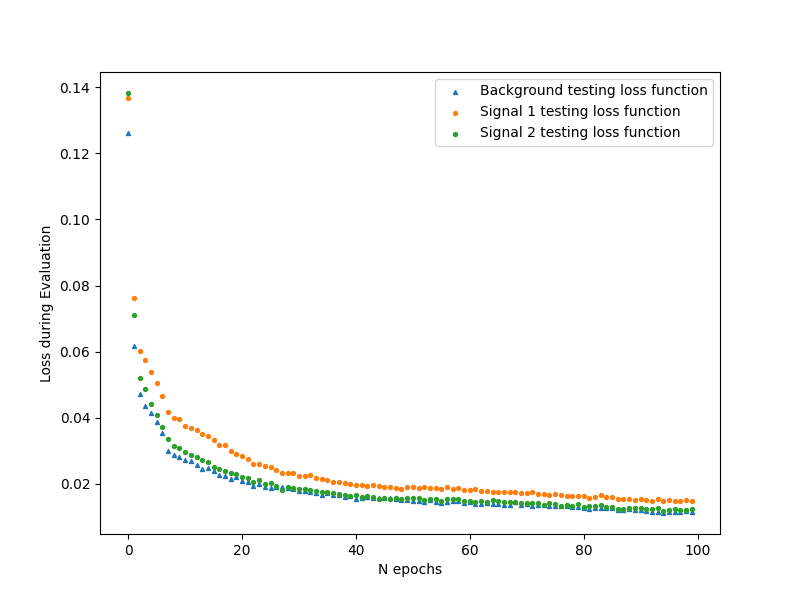 Background testing loss function
Signal 1 testing loss function
Signal 2 testing loss function
Loss during Evaluation
0.14
0.12
0.10
0.08
0.06
0.04
0.02
0
20
40
60
80
100
N epochs